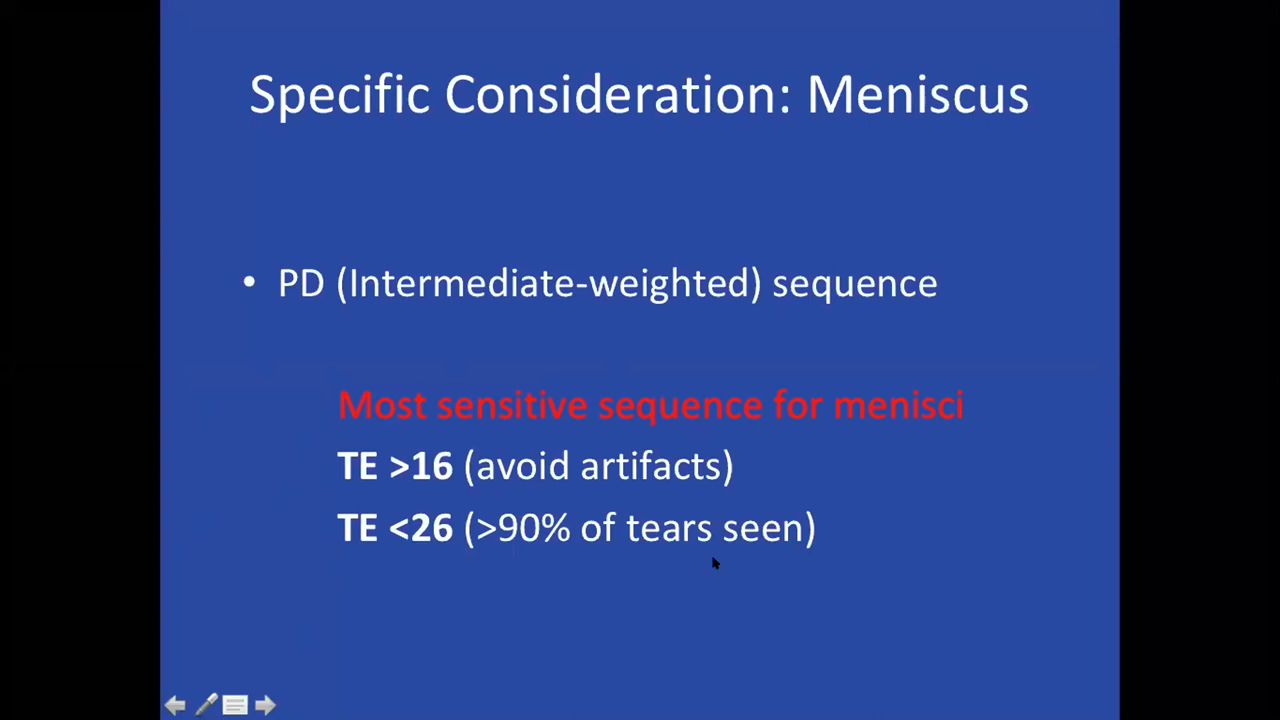 Specific Consideration: Meniscus
• PD (Intermediate-weighted) sequence
Most sensitive sequence for menisci
TE >16 (avoid artifacts)
TE <26 (>90% of tears seen)